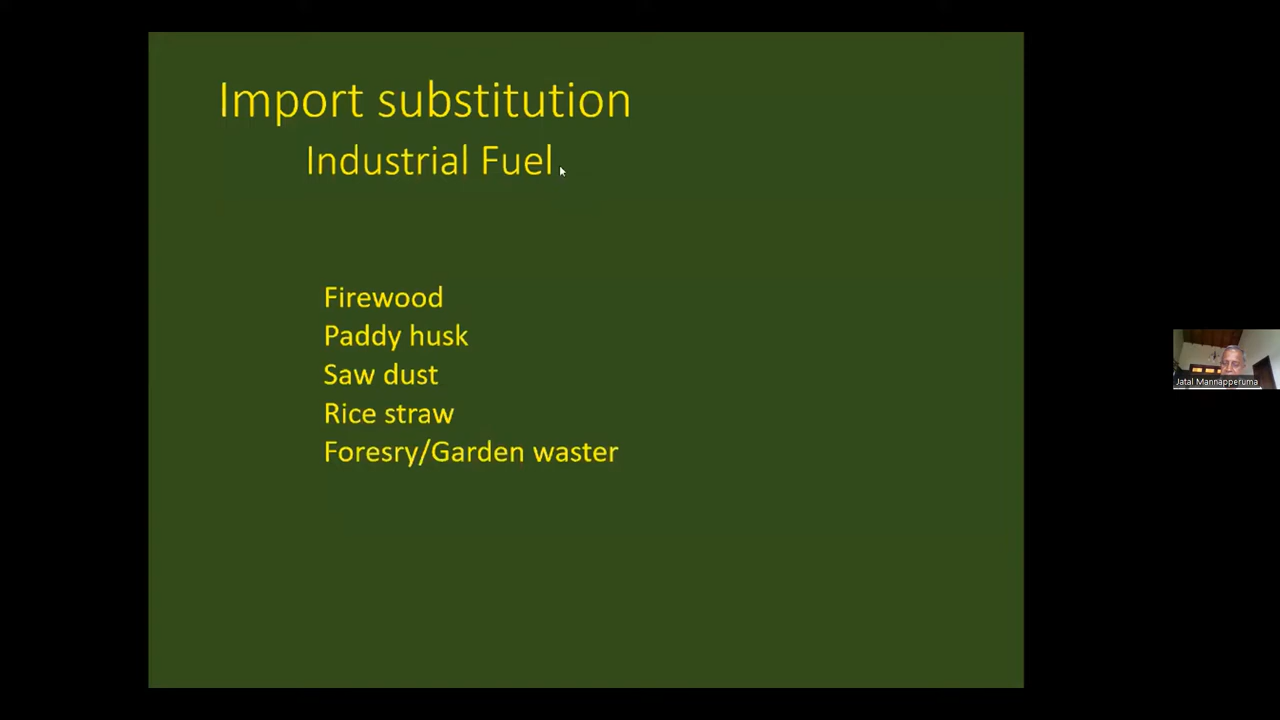 Import substitution
Industrial Fuel
Firewood
Paddy husk
Saw dust
Rice straw
Foresry/Garden waster
Jatal Mannapperuma